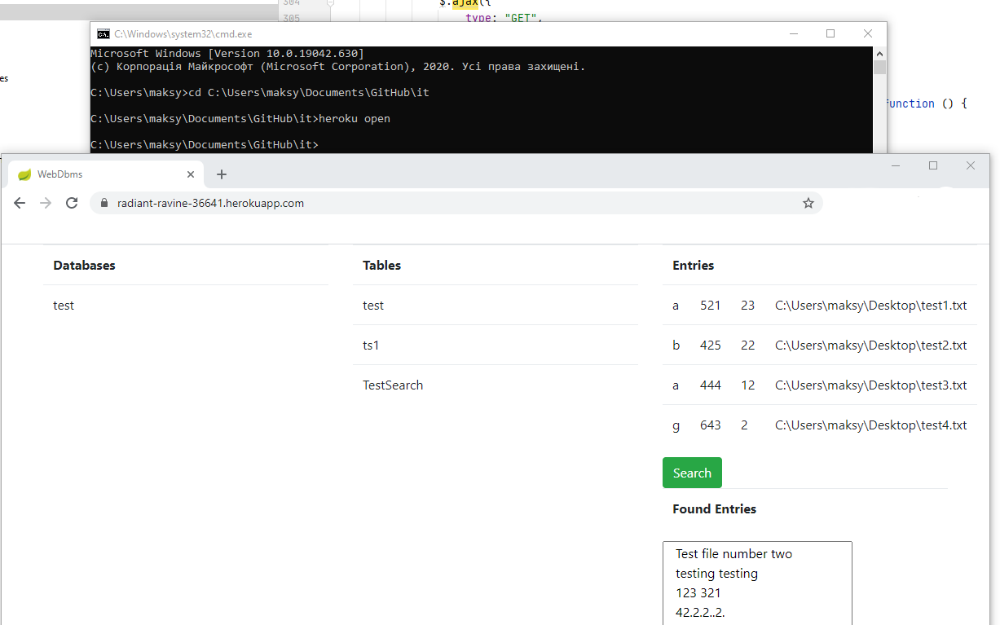 304
$.ajax({
305
type: "GET",
C:\Windows\system32\cmd.exe
Microsoft Windows [Version 10.0.19042.630]
(c) Корпорація Майкрософт (Microsoft Corporation), 2020. Усі права захищені.
es
C:\Users\maksy>cd C:\Users\maksy\Documents\GitHub\it
function () {
C:\Users\maksy\Documents\GitHub\it>heroku open
C:\Users\maksy\Documents\GitHub\it>
WebDbms
radiant-ravine-36641.herokuapp.com
Databases Tables Entries
test test a 521 23 C:\Users\maksy\Desktop\test1.txt
ts1 b 425 22 C:\Users\maksy\Desktop\test2.txt
TestSearch a 444 12 C:\Users\maksy\Desktop\test3.txt
g 643 2 C:\Users\maksy\Desktop\test4.txt
Search
Found Entries
Test file number two
testing testing
123 321
42.2.2..2.